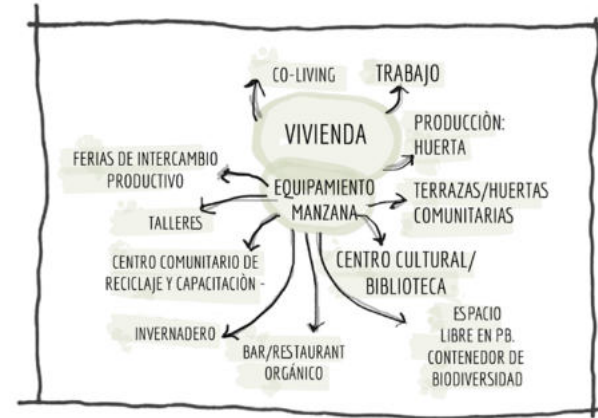 CO-LIVING
TRABAJO
VIVIENDA
PRODUCCIÒN:
HUERTA
FERIAS DE INTERCAMBIO
PRODUCTIVO
EQUIPAMIENTO
MANZANA
TERRAZAS/HUERTAS
COMUNITARIAS
TALLERES
CENTRO COMUNITARIO DE
RECICLAJE Y CAPACITACIÒN -
CENTRO CULTURAL/
BIBLIOTECA
INVERNADERO
BAR/RESTAURANT
ORGÁNICO
ESPACIO
LIBRE EN PB.
CONTENEDOR DE
BIODIVERSIDAD